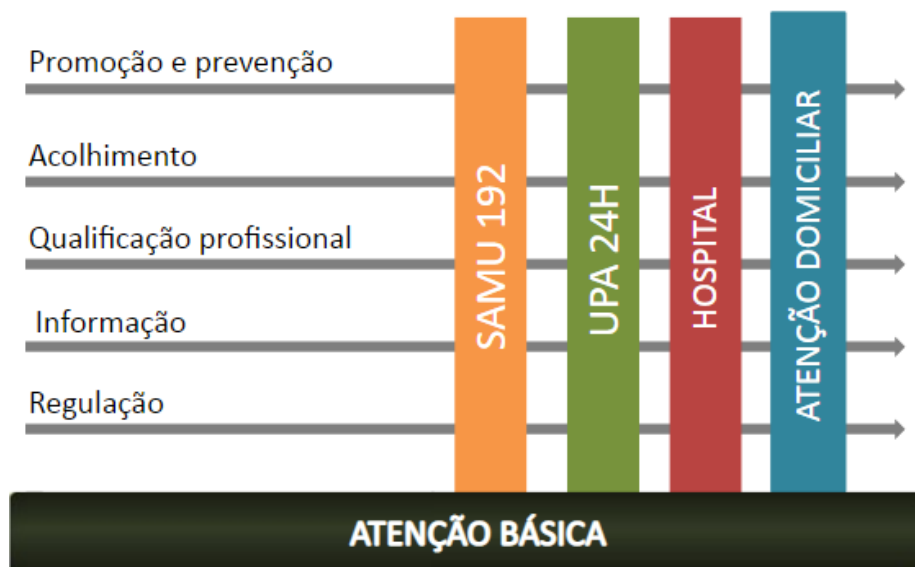 Promoção e prevenção
Acolhimento
Qualificação profissional
Informação
Regulação
SAMU 192
UPA 24H
HOSPITAL
ATENÇÃO DOMICILIAR
ATENÇÃO BÁSICA